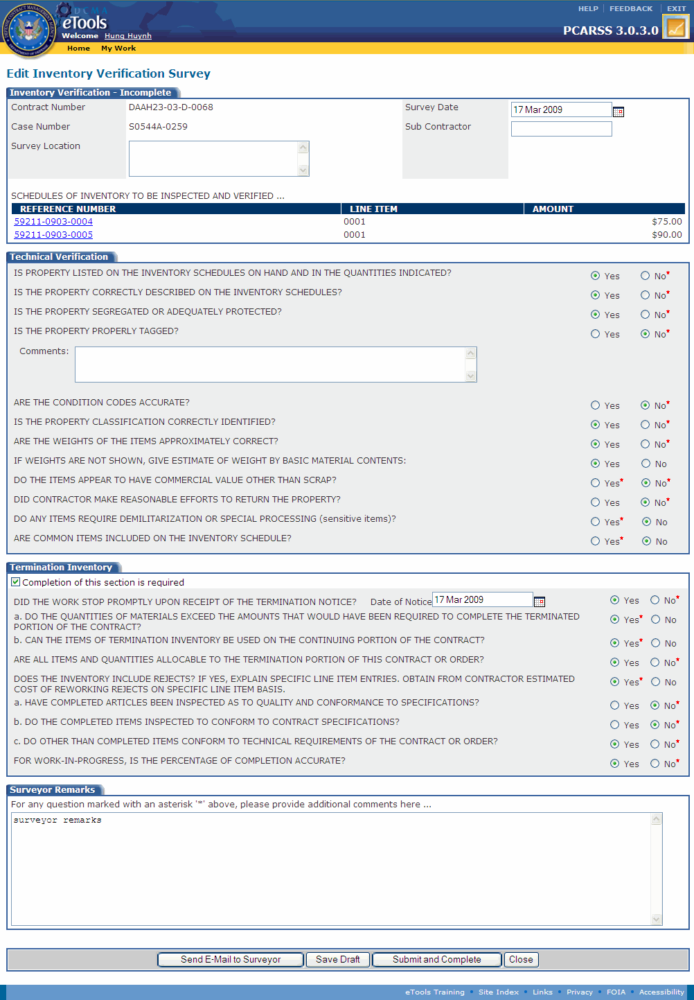 HELP FEEDBACK EXIT
DCMA
eTools
Welcome Hung Huynh
PCARSS 3.0.3.0
Home My Work
Edit Inventory Verification Survey
Inventory Verification - Incomplete
Contract Number DAAH23-03-D-0068 Survey Date 17 Mar 2009
Case Number S0544A-0259 Sub Contractor
Survey Location
SCHEDULES OF INVENTORY TO BE INSPECTED AND VERIFIED ...
REFERENCE NUMBER LINE ITEM AMOUNT
59211-0903-0004 0001 $75.00
59211-0903-0005 0001 $90.00
Technical Verification
IS PROPERTY LISTED ON THE INVENTORY SCHEDULES ON HAND AND IN THE QUANTITIES INDICATED? Yes No*
IS THE PROPERTY CORRECTLY DESCRIBED ON THE INVENTORY SCHEDULES? Yes No*
IS THE PROPERTY SEGREGATED OR ADEQUATELY PROTECTED? Yes No*
IS THE PROPERTY PROPERLY TAGGED? Yes No*
Comments:
ARE THE CONDITION CODES ACCURATE? Yes No*
IS THE PROPERTY CLASSIFICATION CORRECTLY IDENTIFIED? Yes No*
ARE THE WEIGHTS OF THE ITEMS APPROXIMATELY CORRECT? Yes No*
IF WEIGHTS ARE NOT SHOWN, GIVE ESTIMATE OF WEIGHT BY BASIC MATERIAL CONTENTS: Yes No
DO THE ITEMS APPEAR TO HAVE COMMERCIAL VALUE OTHER THAN SCRAP? Yes* No*
DID CONTRACTOR MAKE REASONABLE EFFORTS TO RETURN THE PROPERTY? Yes No*
DO ANY ITEMS REQUIRE DEMILITARIZATION OR SPECIAL PROCESSING (sensitive items)? Yes* No
ARE COMMON ITEMS INCLUDED ON THE INVENTORY SCHEDULE? Yes* No
Termination Inventory
Completion of this section is required
DID THE WORK STOP PROMPTLY UPON RECEIPT OF THE TERMINATION NOTICE? Date of Notice 17 Mar 2009 Yes No*
a. DO THE QUANTITIES OF MATERIALS EXCEED THE AMOUNTS THAT WOULD HAVE BEEN REQUIRED TO COMPLETE THE TERMINATED Yes* No
PORTION OF THE CONTRACT?
b. CAN THE ITEMS OF TERMINATION INVENTORY BE USED ON THE CONTINUING PORTION OF THE CONTRACT? Yes* No
ARE ALL ITEMS AND QUANTITIES ALLOCABLE TO THE TERMINATION PORTION OF THIS CONTRACT OR ORDER? Yes No*
DOES THE INVENTORY INCLUDE REJECTS? IF YES, EXPLAIN SPECIFIC LINE ITEM ENTRIES. OBTAIN FROM CONTRACTOR ESTIMATED Yes* No
COST OF REWORKING REJECTS ON SPECIFIC LINE ITEM BASIS.
a. HAVE COMPLETED ARTICLES BEEN INSPECTED AS TO QUALITY AND CONFORMANCE TO SPECIFICATIONS? Yes No*
b. DO THE COMPLETED ITEMS INSPECTED TO CONFORM TO CONTRACT SPECIFICATIONS? Yes No*
c. DO OTHER THAN COMPLETED ITEMS CONFORM TO TECHNICAL REQUIREMENTS OF THE CONTRACT OR ORDER? Yes No*
FOR WORK-IN-PROGRESS, IS THE PERCENTAGE OF COMPLETION ACCURATE? Yes No*
Surveyor Remarks
For any question marked with an asterisk '*' above, please provide additional comments here ...
surveyor remarks
Send E-Mail to Surveyor Save Draft Submit and Complete Close
eTools Training • Site Index • Links • Privacy • FOIA • Accessibility